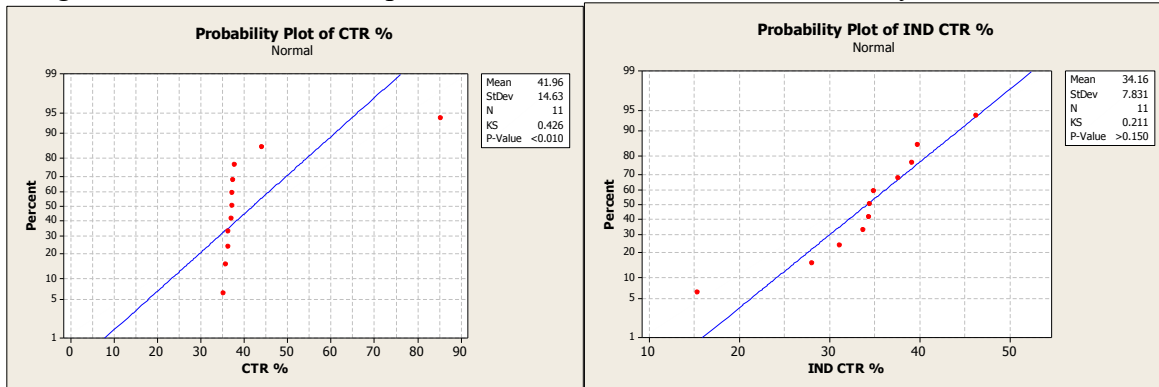 Probability Plot of CTR %
Normal
99
95
90
80
70
60
50
40
30
20
10
5
1
Percent
0 10 20 30 40 50 60 70 80 90
CTR %
Mean 41.96
StDev 14.63
N 11
KS 0.426
P-Value <0.010
Probability Plot of IND CTR %
Normal
99
95
90
80
70
60
50
40
30
20
10
5
1
Percent
10 20 30 40 50
IND CTR %
Mean 34.16
StDev 7.831
N 11
KS 0.211
P-Value >0.150